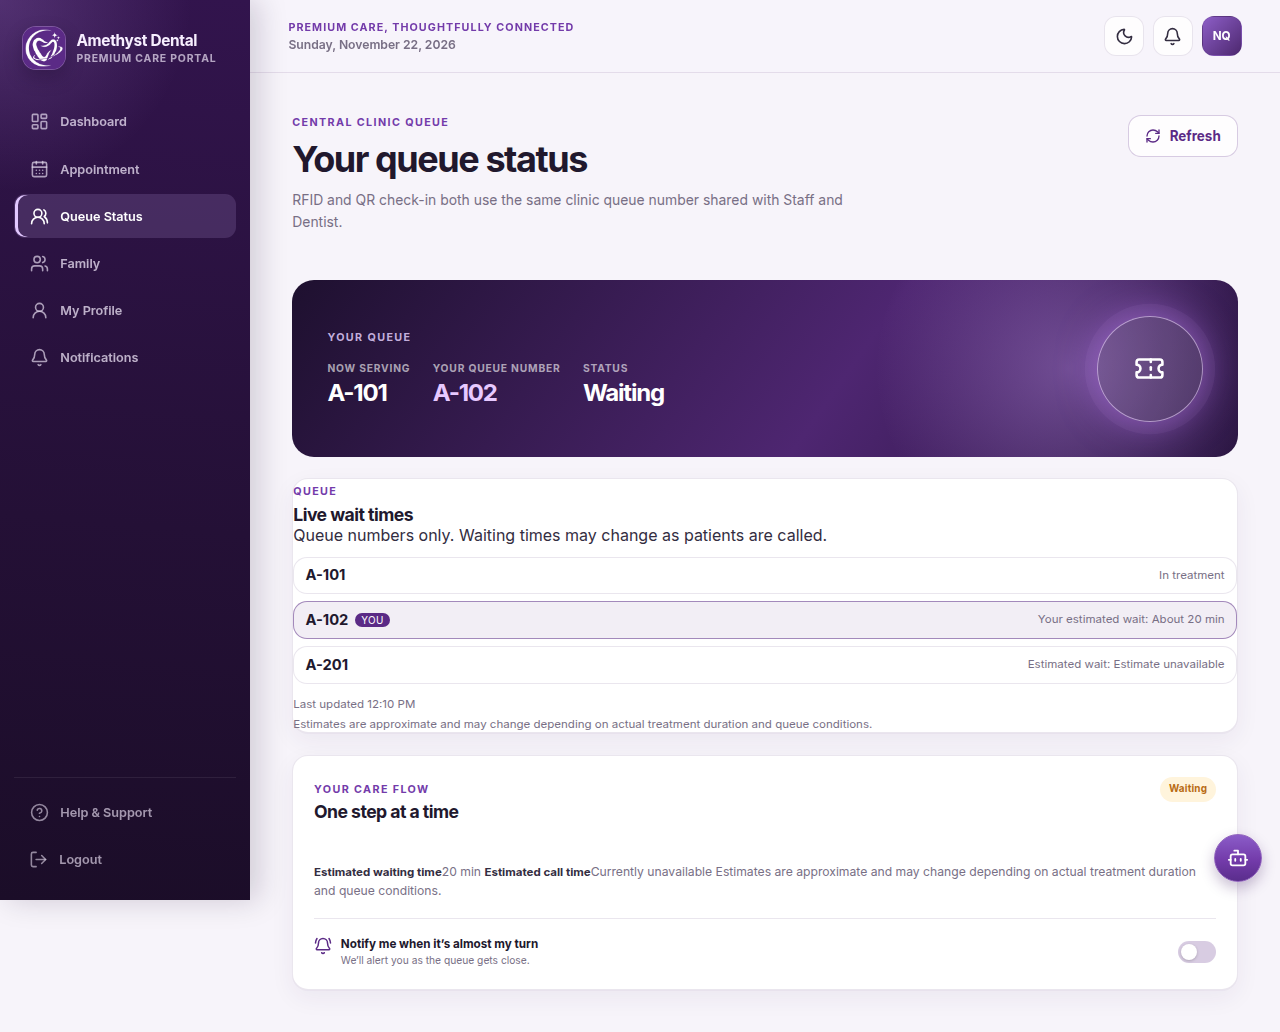 Amethyst Dental
PREMIUM CARE PORTAL
Dashboard
Appointment
Queue Status
Family
My Profile
Notifications
Help & Support
Logout
PREMIUM CARE, THOUGHTFULLY CONNECTED
Sunday, November 22, 2026
NQ
CENTRAL CLINIC QUEUE
Your queue status
RFID and QR check-in both use the same clinic queue number shared with Staff and
Dentist.
Refresh
YOUR QUEUE
NOW SERVING YOUR QUEUE NUMBER STATUS
A-101 A-102 Waiting
QUEUE
Live wait times
Queue numbers only. Waiting times may change as patients are called.
A-101 In treatment
A-102 YOU Your estimated wait: About 20 min
A-201 Estimated wait: Estimate unavailable
Last updated 12:10 PM
Estimates are approximate and may change depending on actual treatment duration and queue conditions.
YOUR CARE FLOW
Waiting
One step at a time
Estimated waiting time20 min Estimated call timeCurrently unavailable Estimates are approximate and may change depending on actual treatment duration
and queue conditions.
Notify me when it's almost my turn
We'll alert you as the queue gets close.